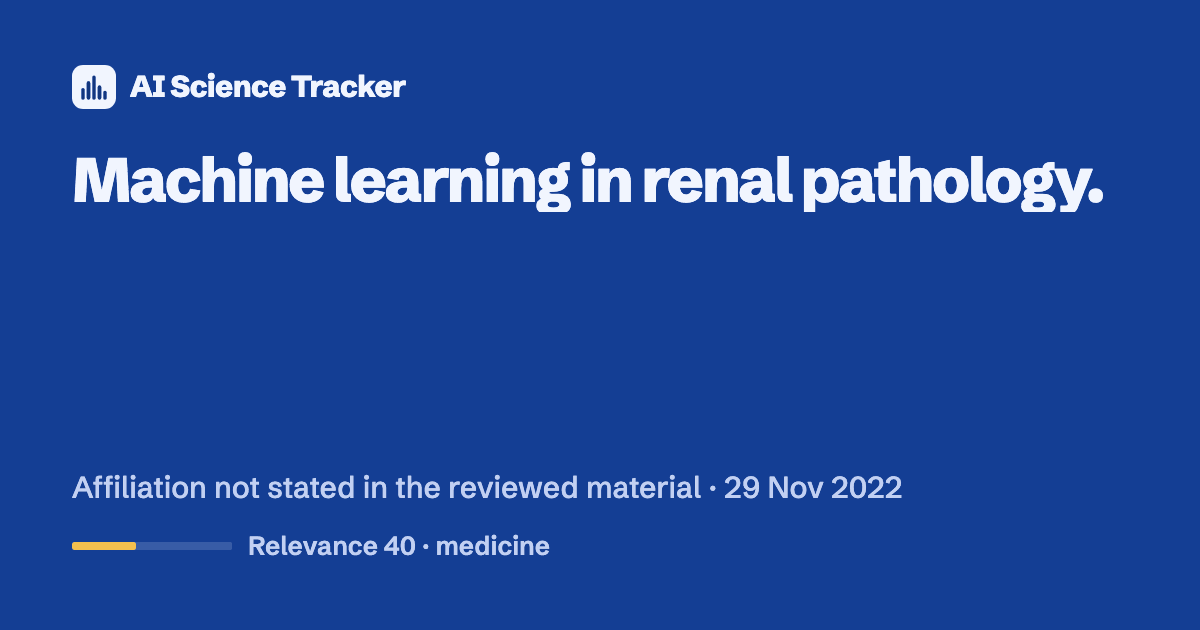 AI Science Tracker
Machine learning in renal pathology.
Affiliation not stated in the reviewed material · 29 Nov 2022
Relevance 40 · medicine